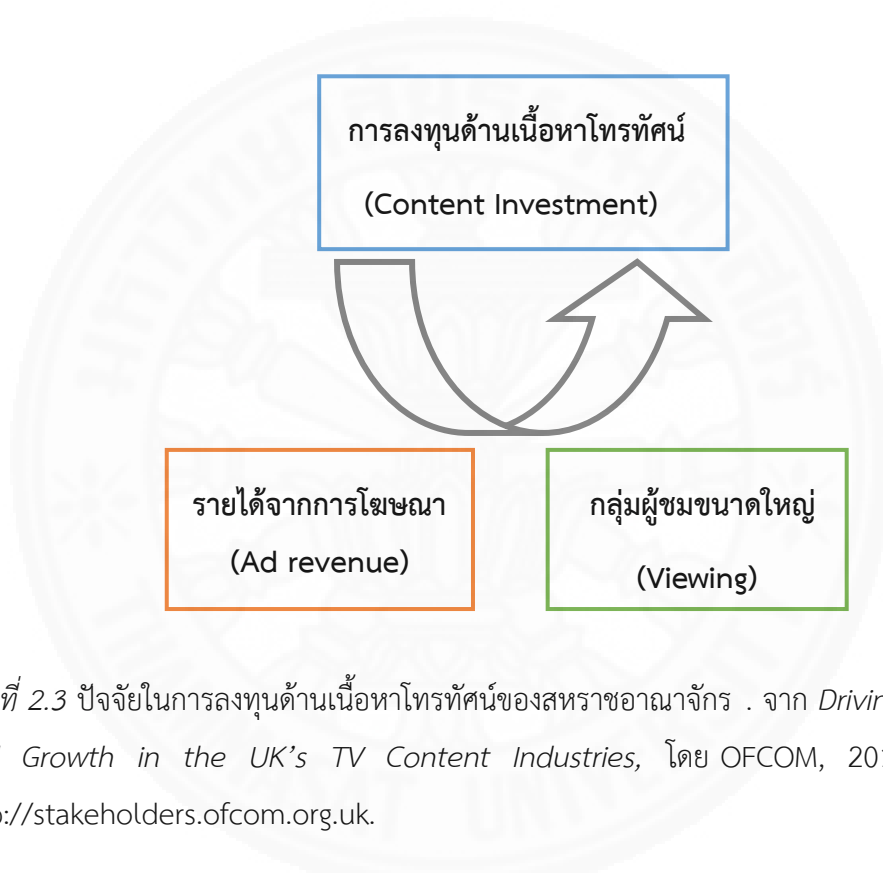 การลงทุนด้านเนื้อหาโทรทัศน์
(Content Investment)
รายได้จากการโฆษณา
(Ad revenue)
กลุ่มผู้ชมขนาดใหญ่
(Viewing)
ที่ 2.3 ปัจจัยในการลงทุนด้านเนื้อหาโทรทัศน์ของสหราชอาณาจักร . จาก
Growth in the UK’s TV Content Industries, โดย OFCOM,
://stakeholders.ofcom.org.uk.